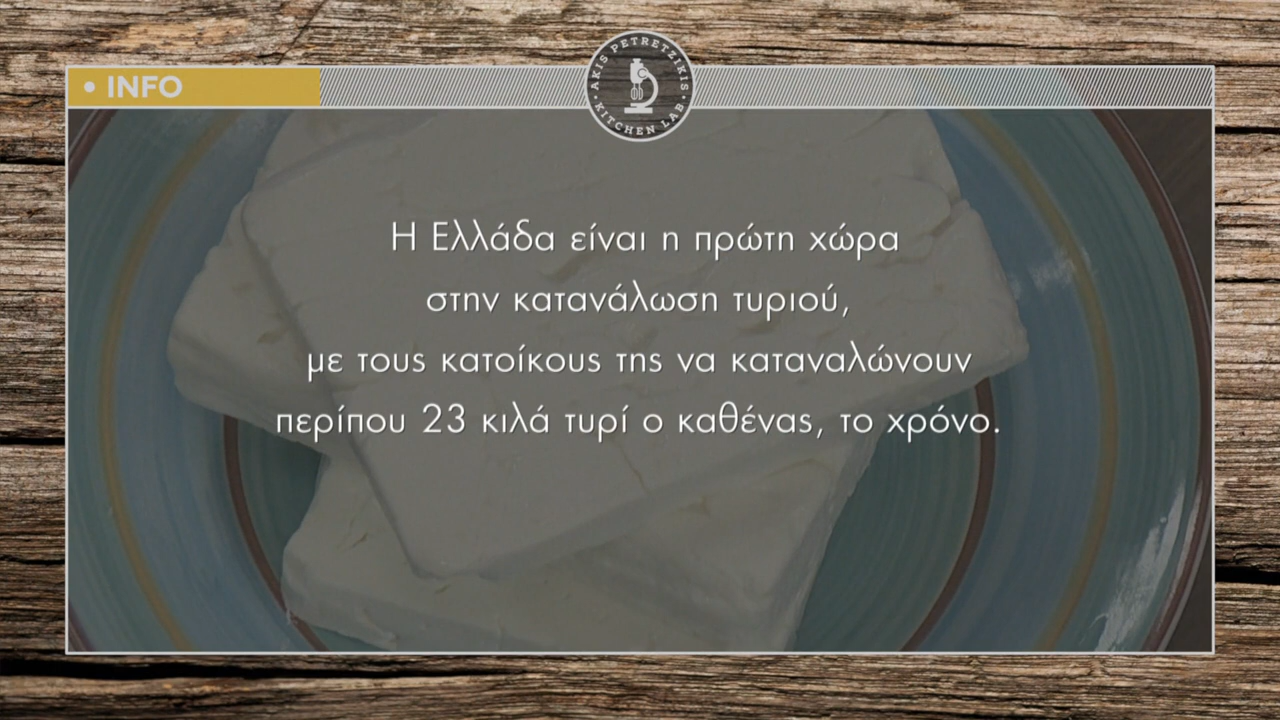 • INFO
AKIS PETRETZIKIS
• KITCHEN LAB •
Η Ελλάδα είναι η πρώτη χώρα
στην κατανάλωση τυριού,
με τους κατοίκους της να καταναλώνουν
περίπου 23 κιλά τυρί ο καθένας, το χρόνο.